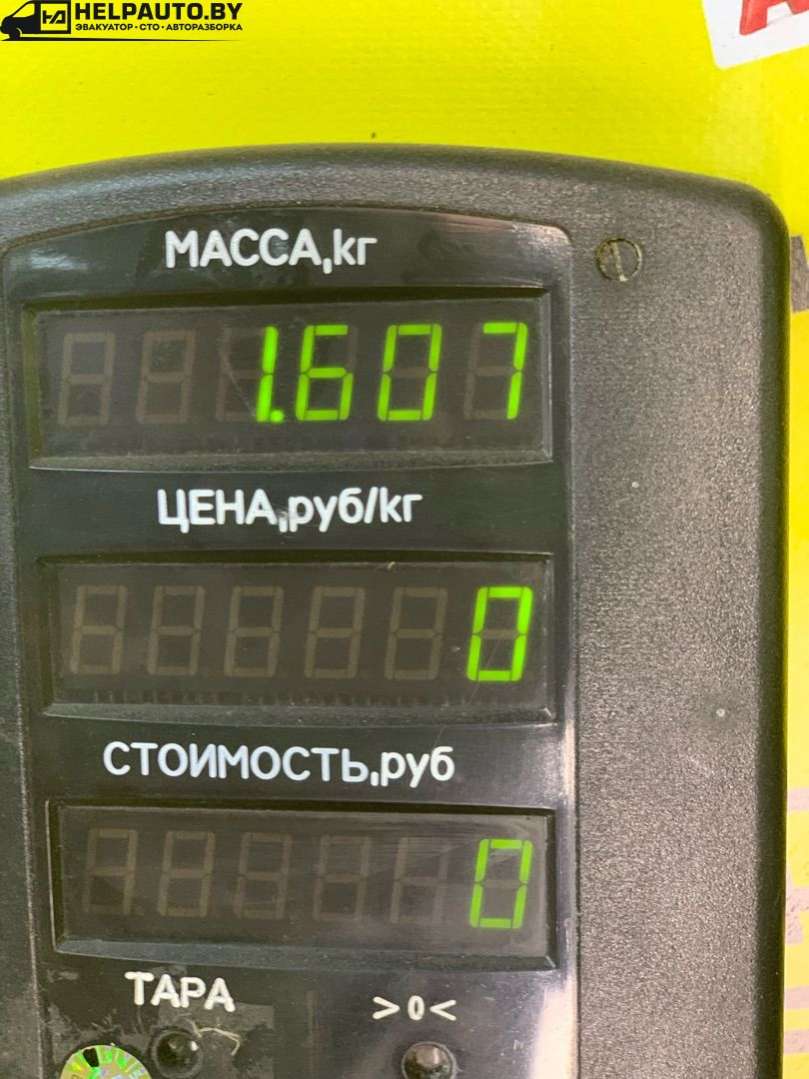 HELPAUTO.BY
ЭВАКУАТОР • СТО • АВТОРАЗБОРКА
МАССА,кг
1.607
ЦЕНА,руб/кг
0
СТОИМОСТЬ,руб
0
ТАРА
>0<